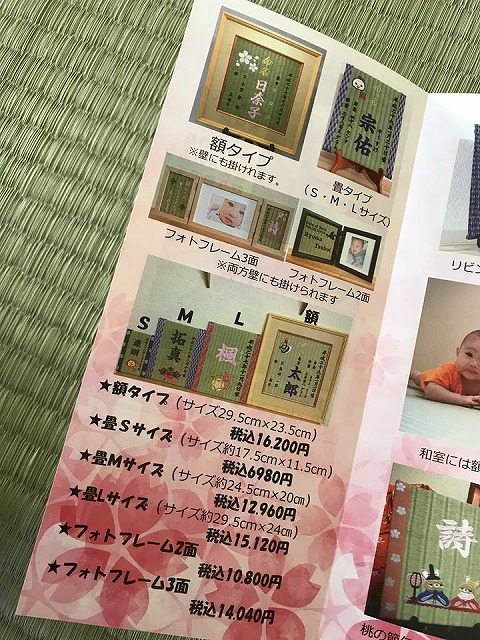 命名
日奈子
宗佑
額タイプ
※壁にも掛けれます。
畳タイプ
(S・M・Lサイズ)
フォトフレーム3面
フォトフレーム2面
※両方壁にも掛けられます
S M L 額
拓真
楓
太郎
★額タイプ(サイズ29.5cm×23.5cm)
税込16,200円
★畳Sサイズ(サイズ約17.5cm×11.5cm)
税込6980円
★畳Mサイズ(サイズ約24.5cm×20cm)
税込12,960円
★畳Lサイズ(サイズ約29.5cm×24cm)
税込15,120円
★フォトフレーム2面
税込10,800円
★フォトフレーム3面
税込14,040円
リビン
和室には額
詩
桃の節